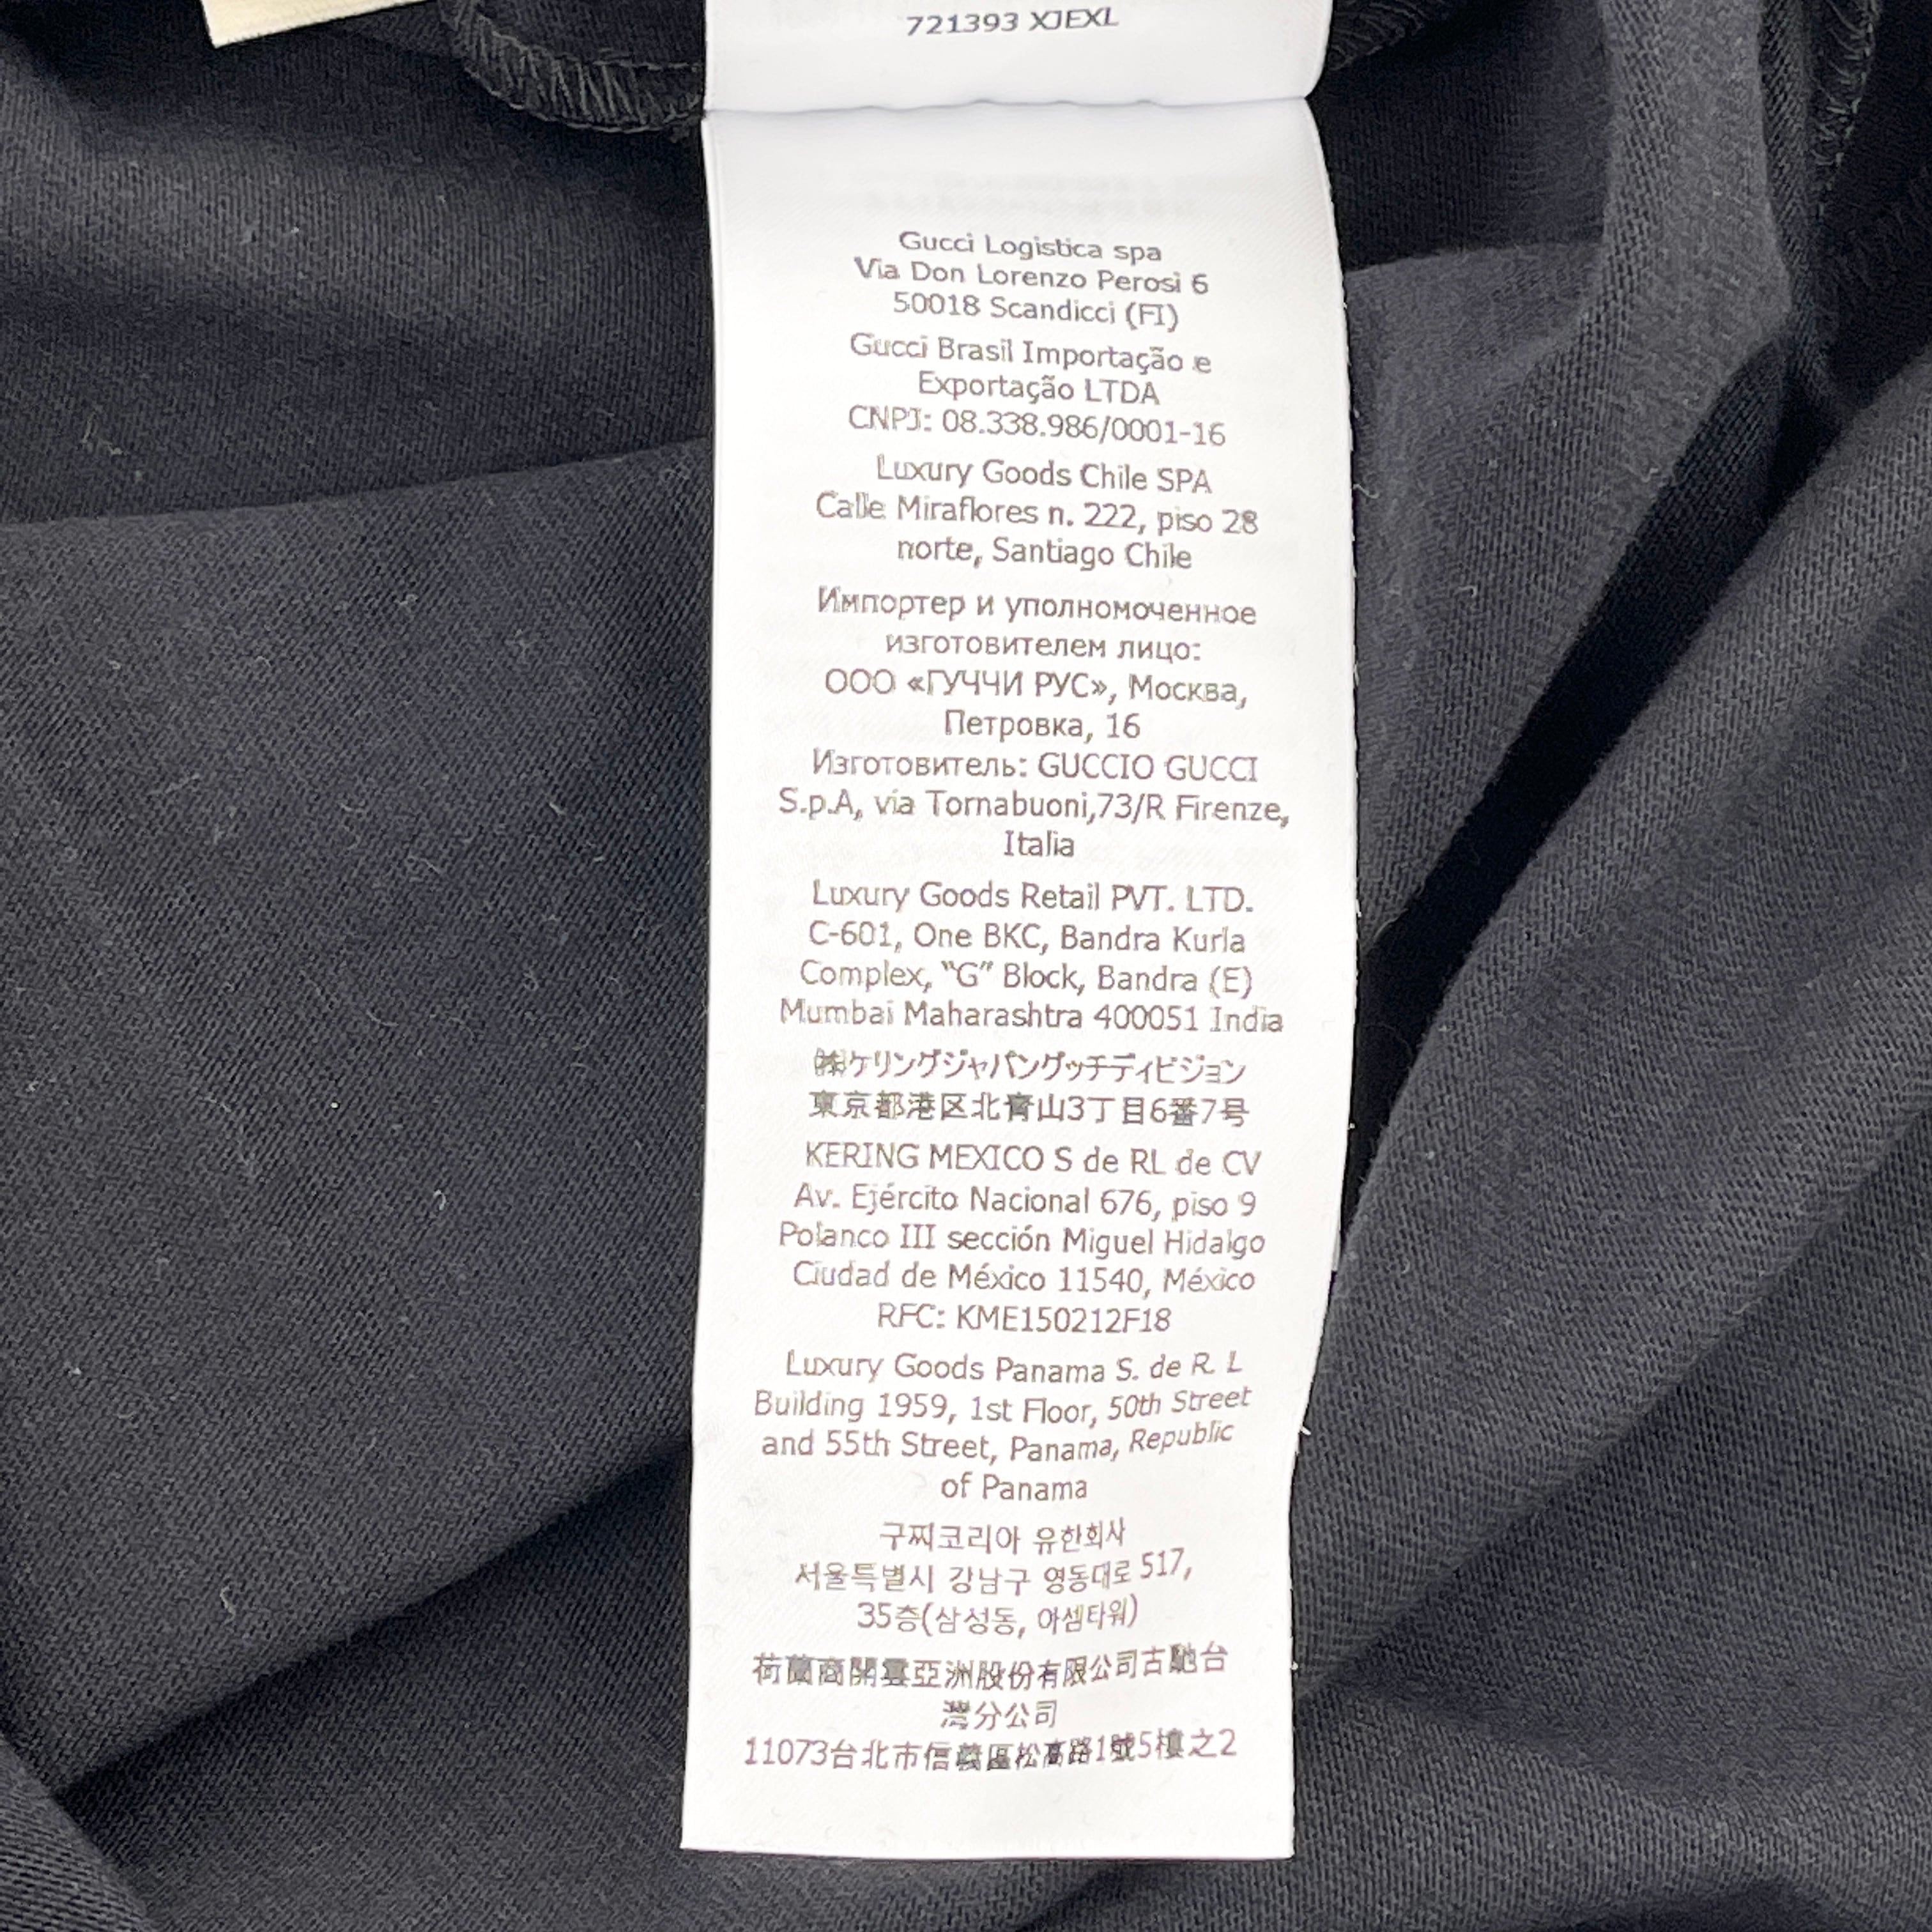 721393 XJEXL
Gucci Logistica spa
Via Don Lorenzo Perosi 6
50018 Scandicci (FI)
Gucci Brasil Importação e
Exportação LTDA
CNPJ: 08.338.986/0001-16
Luxury Goods Chile SPA
Calle Miraflores n. 222, piso 28
norte, Santiago Chile
Импортер и уполномоченное
изготовителем лицо:
ООО «ГУЧЧИ РУС», Москва,
Петровка, 16
Изготовитель: GUCCIO GUCCI
S.p.A, via Tornabuoni,73/R Firenze,
Italia
Luxury Goods Retail PVT. LTD.
C-601, One BKC, Bandra Kurla
Complex, "G" Block, Bandra (E)
Mumbai Maharashtra 400051 India
㈱ケリングジャパングッチディビジョン
東京都港区北青山3丁目6番7号
KERING MEXICO S de RL de CV
Av. Ejército Nacional 676, piso 9
Polanco III sección Miguel Hidalgo
Ciudad de México 11540, México
RFC: KME150212F18
Luxury Goods Panama S. de R. L
Building 1959, 1st Floor, 50th Street
and 55th Street, Panama, Republic
of Panama
구찌코리아 유한회사
서울특별시 강남구 영동대로 517,
35층(삼성동, 아셈타워)
荷蘭商開雲亞洲股份有限公司古馳台
灣分公司
11073台北市信義區松高路1號5樓之2